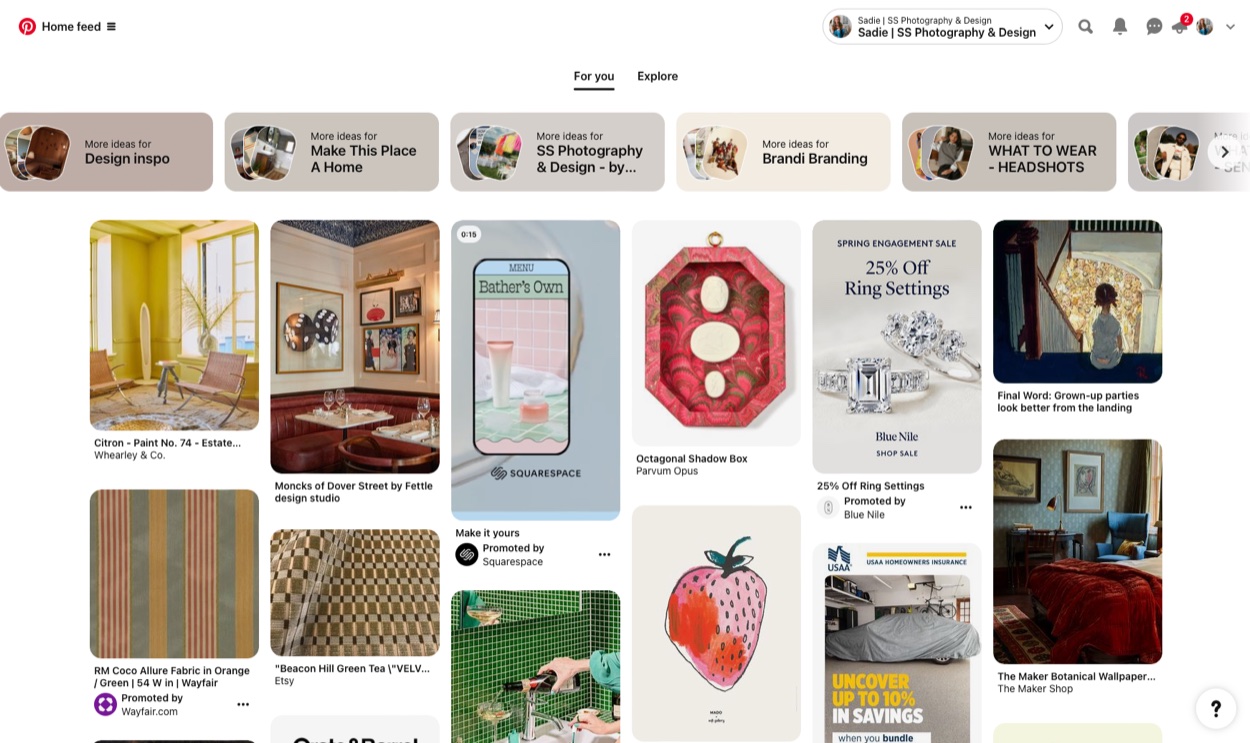 Home feed
Sadie | SS Photography & Design
Sadie | SS Photography & Design
2
For you
Explore
More ideas for
Design inspo
More ideas for
Make This Place
A Home
More ideas for
SS Photography
& Design - by...
More ideas for
Brandi Branding
More ideas for
WHAT TO WEAR
- HEADSHOTS
Citron - Paint No. 74 - Estate...
Whearley & Co.
RM Coco Allure Fabric in Orange
/ Green | 54 W in | Wayfair
Promoted by
Wayfair.com
Moncks of Dover Street by Fettle
design studio
"Beacon Hill Green Tea \"VELV...
Etsy
Crate&Barrel
0:15
MENU
Bather's Own
SQUARESPACE
Make it yours
Promoted by
Squarespace
Octagonal Shadow Box
Parvum Opus
SPRING ENGAGEMENT SALE
25% Off
Ring Settings
Blue Nile
SHOP SALE
25% Off Ring Settings
Promoted by
Blue Nile
USAA
USAA HOMEOWNERS INSURANCE
UNCOVER
UP TO 10%
IN SAVINGS
when you bundle
Final Word: Grown-up parties
look better from the landing
The Maker Botanical Wallpaper...
The Maker Shop
?